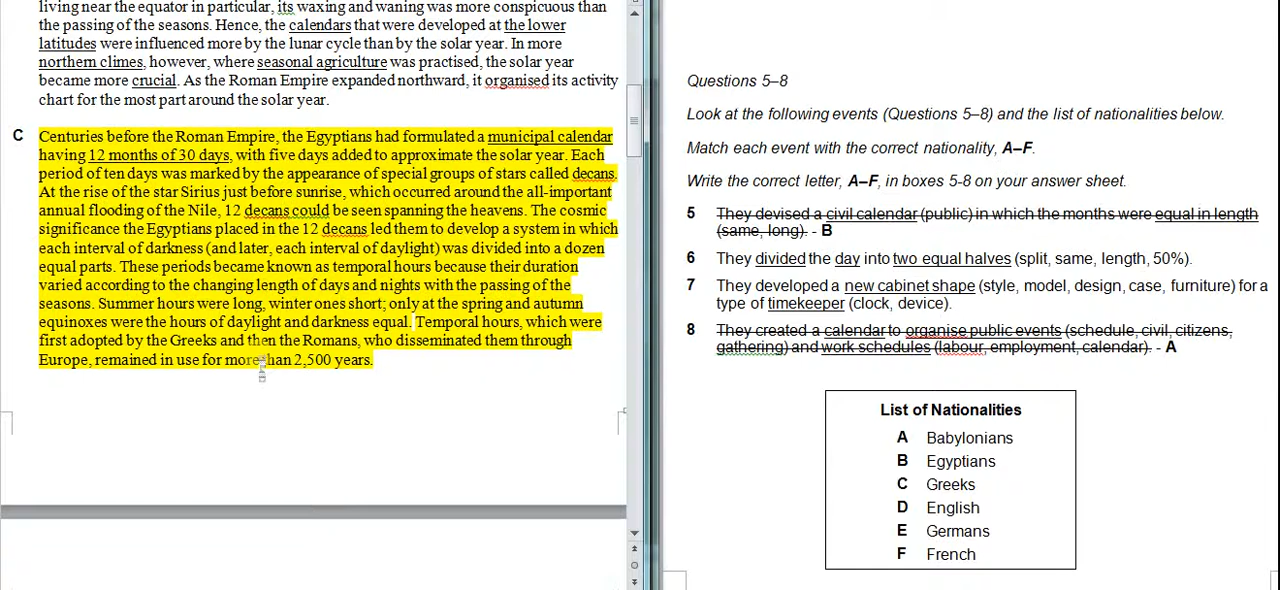 living near the equator in particular, its waxing and waning was more conspicuous than
the passing of the seasons. Hence, the calendars that were developed at the lower
latitudes were influenced more by the lunar cycle than by the solar year. In more
northern climes, however, where seasonal agriculture was practised, the solar year
became more crucial. As the Roman Empire expanded northward, it organised its activity
chart for the most part around the solar year.
C Centuries before the Roman Empire, the Egyptians had formulated a municipal calendar
having 12 months of 30 days, with five days added to approximate the solar year. Each
period of ten days was marked by the appearance of special groups of stars called decans.
At the rise of the star Sirius just before sunrise, which occurred around the all-important
annual flooding of the Nile, 12 decans could be seen spanning the heavens. The cosmic
significance the Egyptians placed in the 12 decans led them to develop a system in which
each interval of darkness (and later, each interval of daylight) was divided into a dozen
equal parts. These periods became known as temporal hours because their duration
varied according to the changing length of days and nights with the passing of the
seasons. Summer hours were long, winter ones short; only at the spring and autumn
equinoxes were the hours of daylight and darkness equal. Temporal hours, which were
first adopted by the Greeks and then the Romans, who disseminated them through
Europe, remained in use for more than 2,500 years.
Questions 5–8
Look at the following events (Questions 5–8) and the list of nationalities below.
Match each event with the correct nationality, A–F.
Write the correct letter, A–F, in boxes 5-8 on your answer sheet.
5 They devised a civil calendar (public) in which the months were equal in length
(same, long). - B
6 They divided the day into two equal halves (split, same, length, 50%).
7 They developed a new cabinet shape (style, model, design, case, furniture) for a
type of timekeeper (clock, device).
8 They created a calendar to organise public events (schedule, civil, citizens,
gathering) and work schedules (labour, employment, calendar). - A
List of Nationalities
A Babylonians
B Egyptians
C Greeks
D English
E Germans
F French